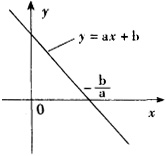 y
y = ax + b
-b/a
0
x